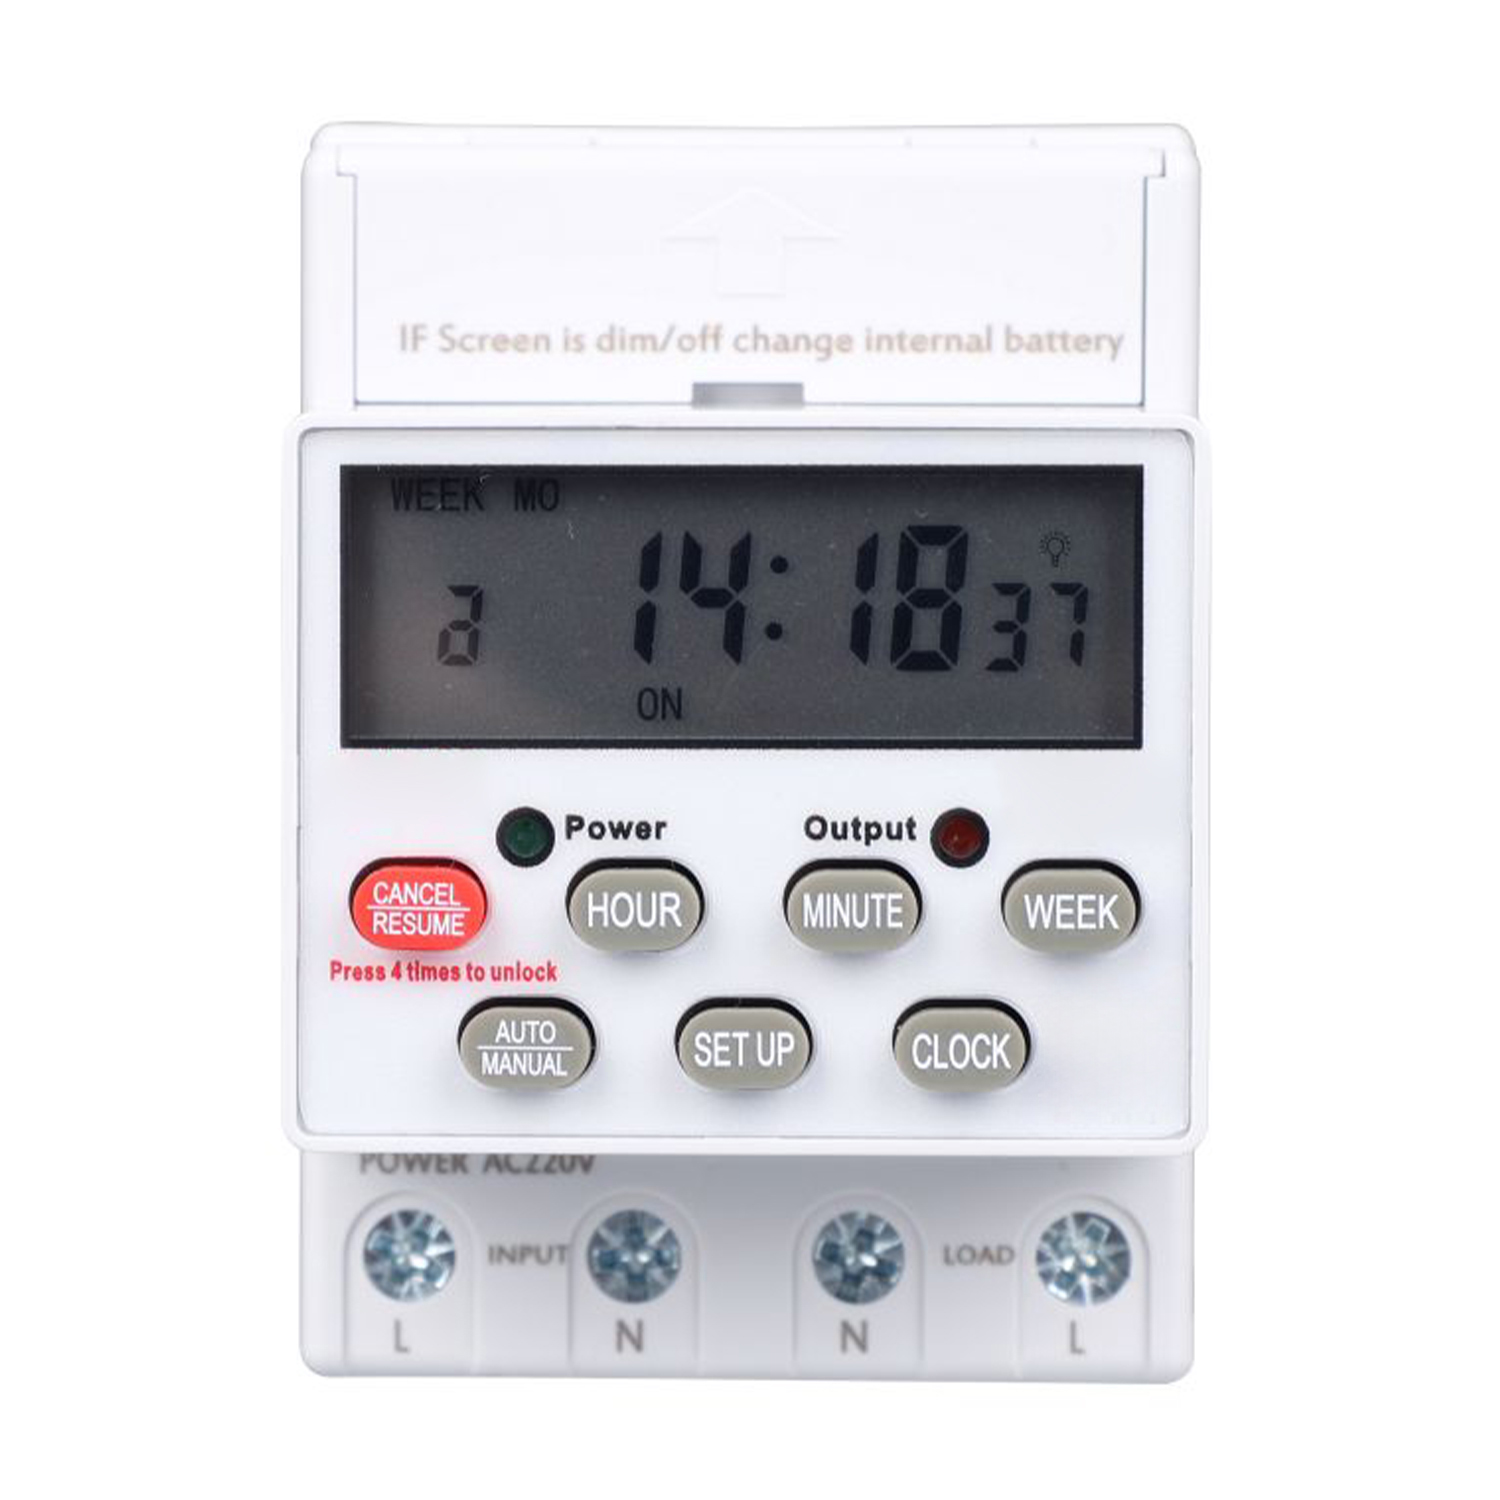 IF Screen is dim/off change internal battery
WEEK MO
a 14:18 37
ON
Power Output
CANCEL
RESUME
HOUR MINUTE WEEK
Press 4 times to unlock
AUTO
MANUAL
SET UP CLOCK
POWER AC220V
INPUT LOAD
L N N L